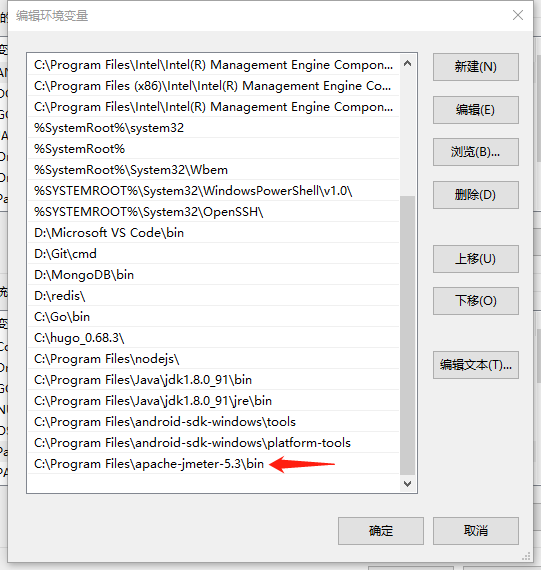 编辑环境变量
C:\Program Files\Intel\Intel(R) Management Engine Compon...
C:\Program Files (x86)\Intel\Intel(R) Management Engine Co...
C:\Program Files\Intel\Intel(R) Management Engine Compon...
%SystemRoot%\system32
%SystemRoot%
%SystemRoot%\System32\Wbem
%SYSTEMROOT%\System32\WindowsPowerShell\v1.0\
%SYSTEMROOT%\System32\OpenSSH\
D:\Microsoft VS Code\bin
D:\Git\cmd
D:\MongoDB\bin
D:\redis\
C:\Go\bin
C:\hugo_0.68.3\
C:\Program Files\nodejs\
C:\Program Files\Java\jdk1.8.0_91\bin
C:\Program Files\Java\jdk1.8.0_91\jre\bin
C:\Program Files\android-sdk-windows\tools
C:\Program Files\android-sdk-windows\platform-tools
C:\Program Files\apache-jmeter-5.3\bin
新建(N)
编辑(E)
浏览(B)...
删除(D)
上移(U)
下移(O)
编辑文本(T)...
确定
取消